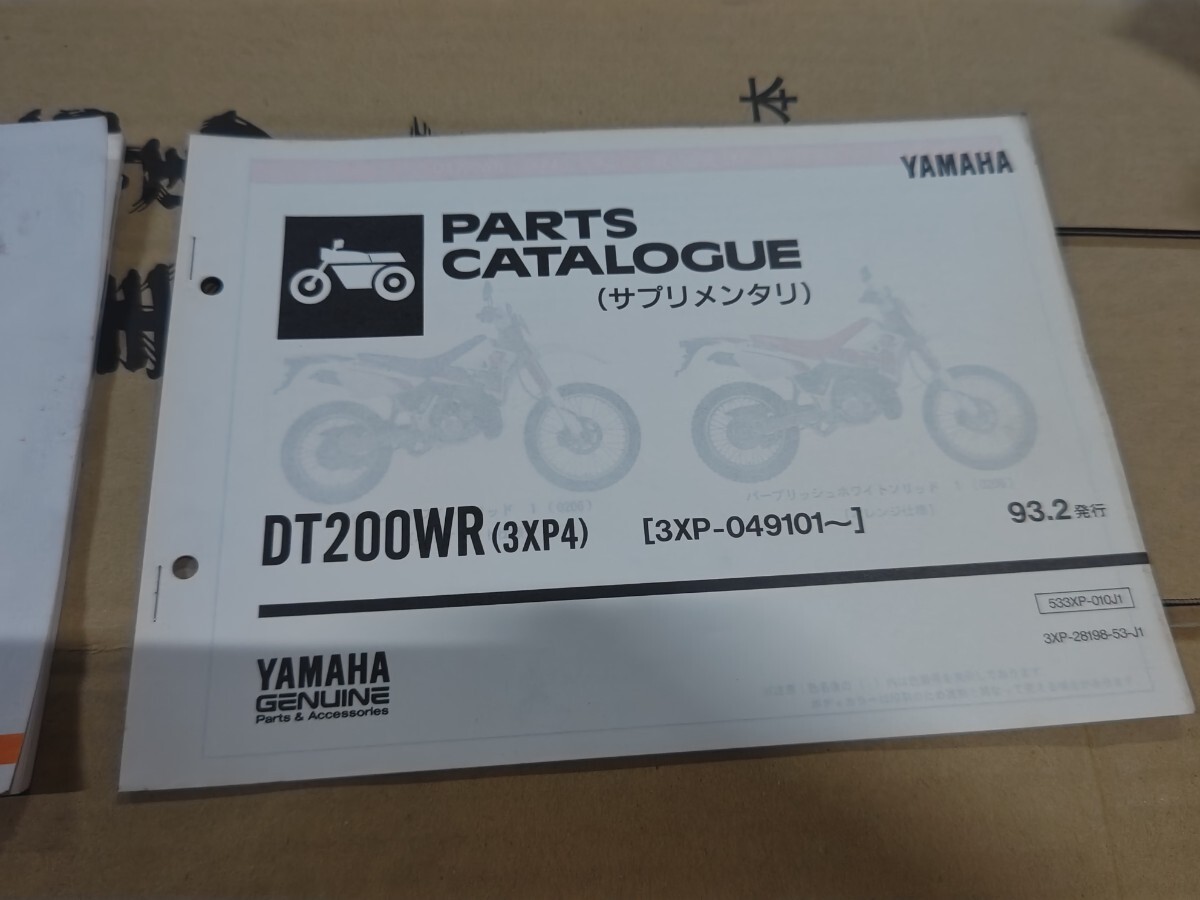 本
YAMAHA
PARTS
CATALOGUE
(サプリメンタリ)
DT200WR (3XP4) [3XP-049101～] 93.2発行
533XP-010J1
3XP-28198-53-J1
YAMAHA
GENUINE
Parts & Accessories